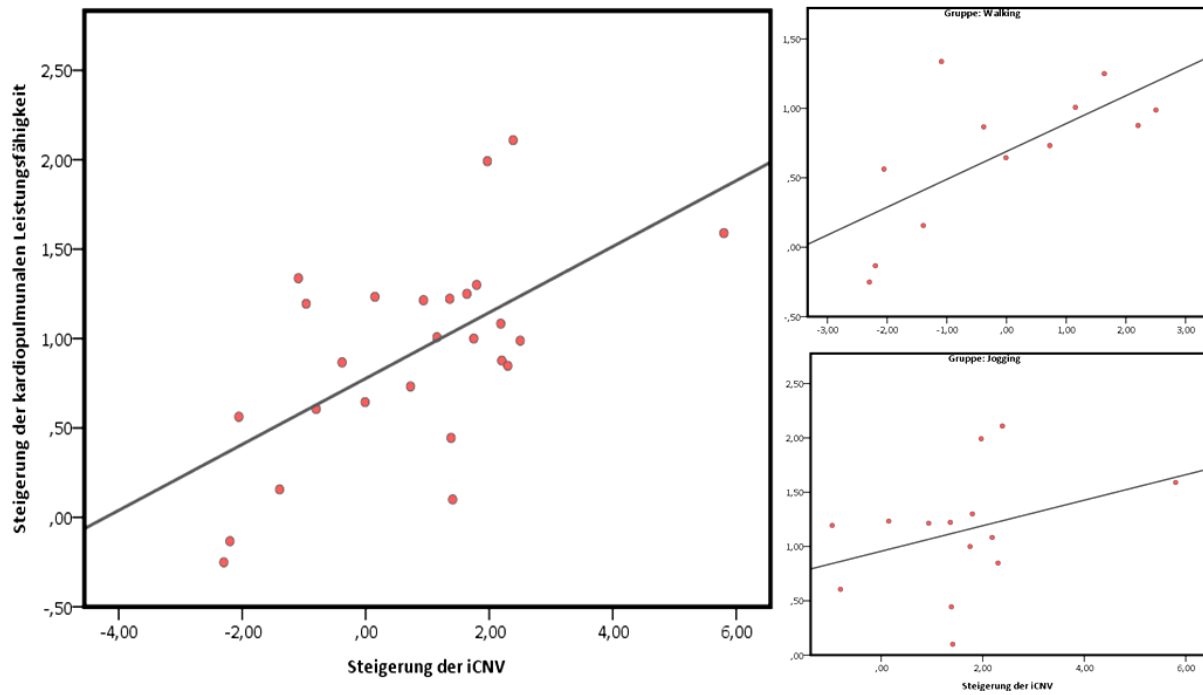 Steigerung der kardiopulmunalen Leistungsfähigkeit
2,50
2,00
1,50
1,00
,50
,00
-,50
-4,00 -2,00 ,00 2,00 4,00 6,00
Steigerung der iCNV
Gruppe: Walking
1,50
1,00
,50
,00
-,50
-3,00 -2,00 -1,00 ,00 1,00 2,00 3,00
Gruppe: Jogging
2,50
2,00
1,50
1,00
,50
,00
,00 2,00 4,00 6,00
Steigerung der iCNV